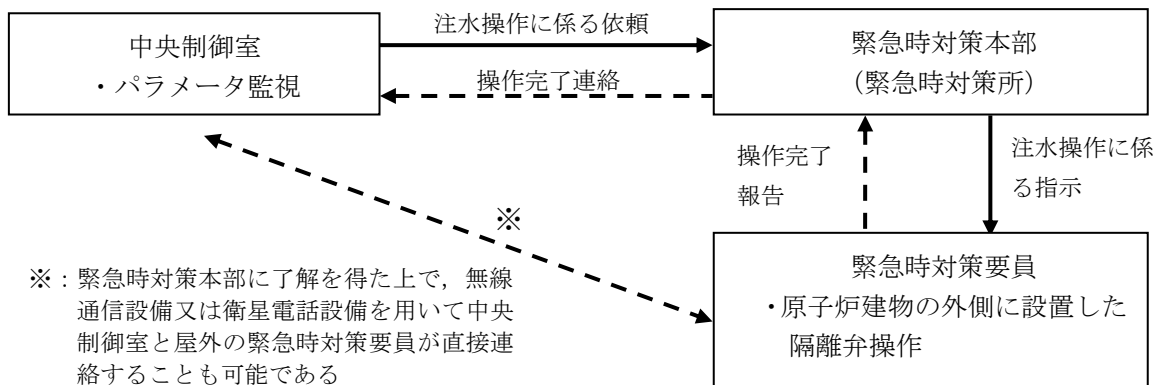 中央制御室
・パラメータ監視
注水操作に係る依頼
操作完了連絡
緊急時対策本部
（緊急時対策所）
操作完了
報告
注水操作に係
る指示
※
緊急時対策要員
・原子炉建物の外側に設置した
隔離弁操作
※：緊急時対策本部に了解を得た上で，無線
通信設備又は衛星電話設備を用いて中央
制御室と屋外の緊急時対策要員が直接連
絡することも可能である